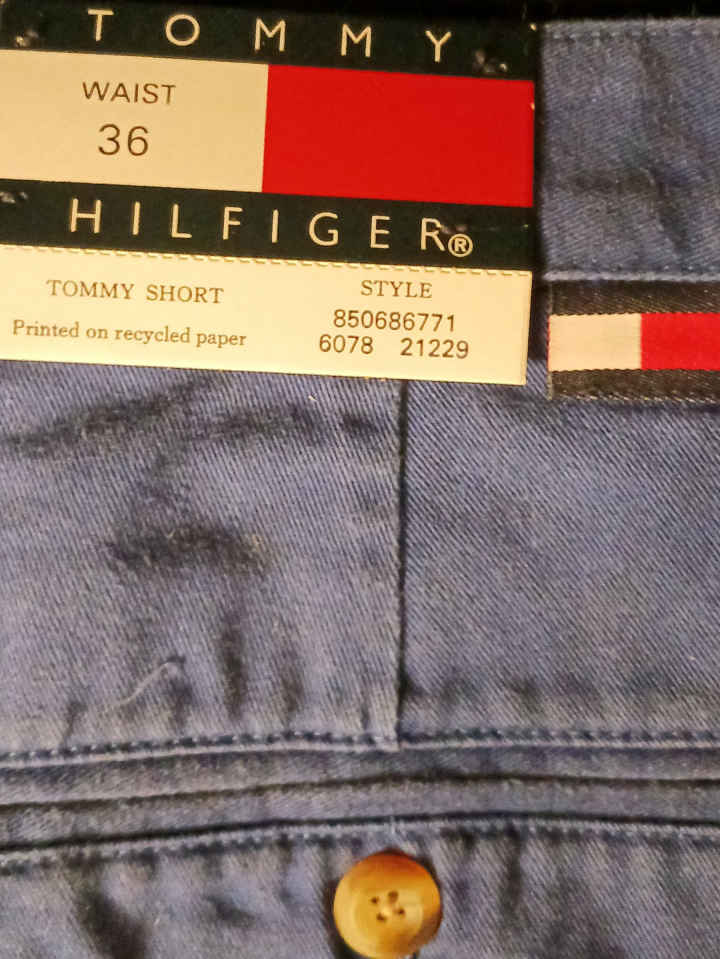 TOMMY
WAIST
36
HILFIGER®
TOMMY SHORT
Printed on recycled paper
STYLE
850686771
6078 21229